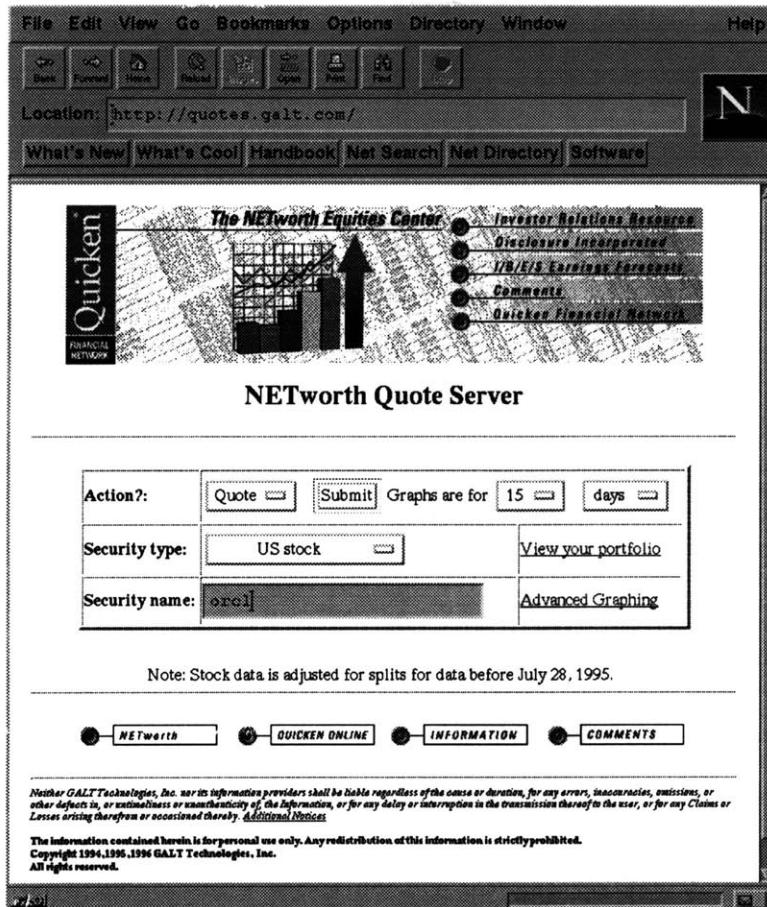 File Edit View Go Bookmarks Options Directory Window Help
Back Forward Home Reload Open Print Find
Location: http://quotes.galt.com/
N
What's New What's Cool Handbook Net Search Net Directory Software
Quicken
FINANCIAL NETWORK
The NETworth Equities Center
Investor Relations Resource
Disclosure Incorporated
I/B/E/S Earnings Forecasts
Comments
Quicken Financial Network
NETworth Quote Server
Action?: Quote Submit Graphs are for 15 days
Security type: US stock View your portfolio
Security name: orcl Advanced Graphing
Note: Stock data is adjusted for splits for data before July 28, 1995.
NETworth QUICKEN ONLINE INFORMATION COMMENTS
Neither GALT Technologies, Inc. nor its information providers shall be liable regardless of the cause or duration, for any errors, inaccuracies, omissions, or
other defects in, or untimeliness or unauthenticity of, the Information, or for any delay or interruption in the transmission thereof to the user, or for any Claims or
Losses arising therefrom or occasioned thereby. Additional Notices
The information contained herein is for personal use only. Any redistribution of this information is strictly prohibited.
Copyright 1994,1995,1996 GALT Technologies, Inc.
All rights reserved.